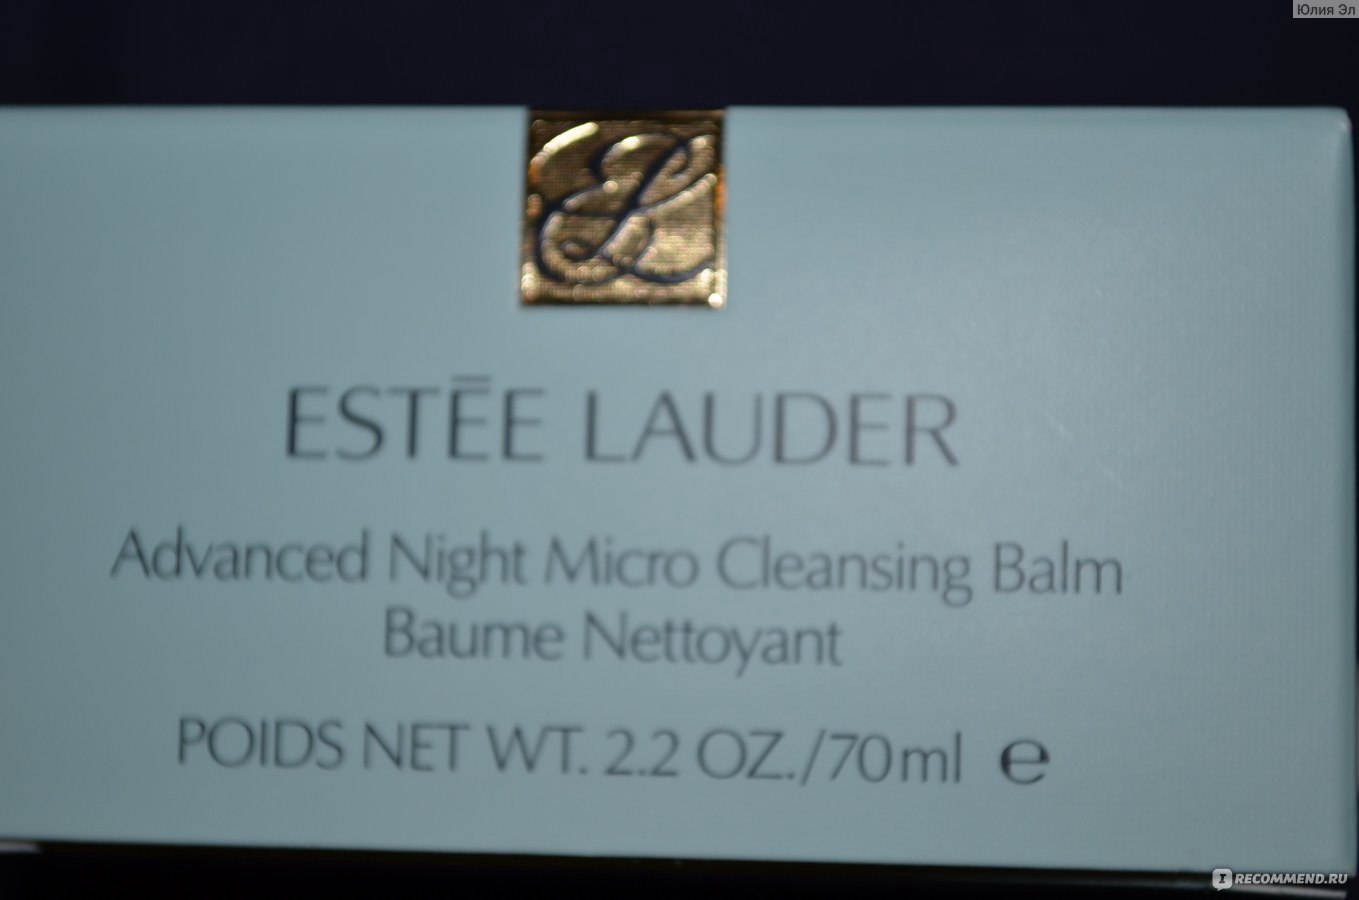 Юлия Эл
ESTĒE LAUDER
Advanced Night Micro Cleansing Balm
Baume Nettoyant
POIDS NET WT. 2.2 OZ./70ml ℮
IRECOMMEND.RU